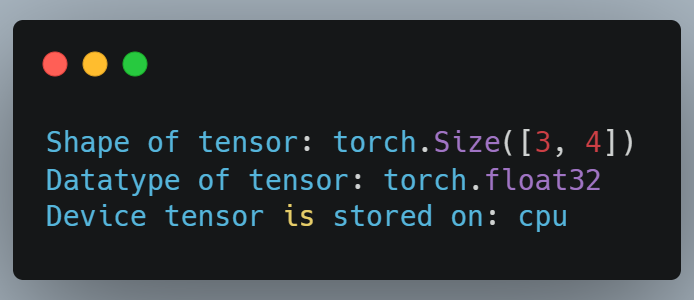 Shape of tensor: torch.Size([3, 4])
Datatype of tensor: torch.float32
Device tensor is stored on: cpu